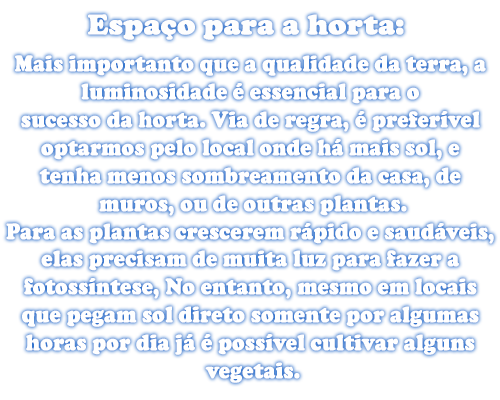 Espaço para a horta:
Mais importanto que a qualidade da terra, a
luminosidade é essencial para o
sucesso da horta. Via de regra, é preferível
optarmos pelo local onde há mais sol, e
tenha menos sombreamento da casa, de
muros, ou de outras plantas.
Para as plantas crescerem rápido e saudáveis,
elas precisam de muita luz para fazer a
fotossíntese, No entanto, mesmo em locais
que pegam sol direto somente por algumas
horas por dia já é possível cultivar alguns
vegetais.